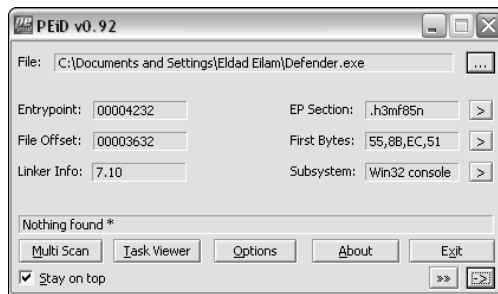 PEiD v0.92
File: C:\Documents and Settings\Eldad Eilam\Defender.exe ...
Entrypoint: 00004232 EP Section: .h3mf85n >
File Offset: 00003632 First Bytes: 55,8B,EC,51 >
Linker Info: 7.10 Subsystem: Win32 console >
Nothing found *
Multi Scan Task Viewer Options About Exit
Stay on top >> ->